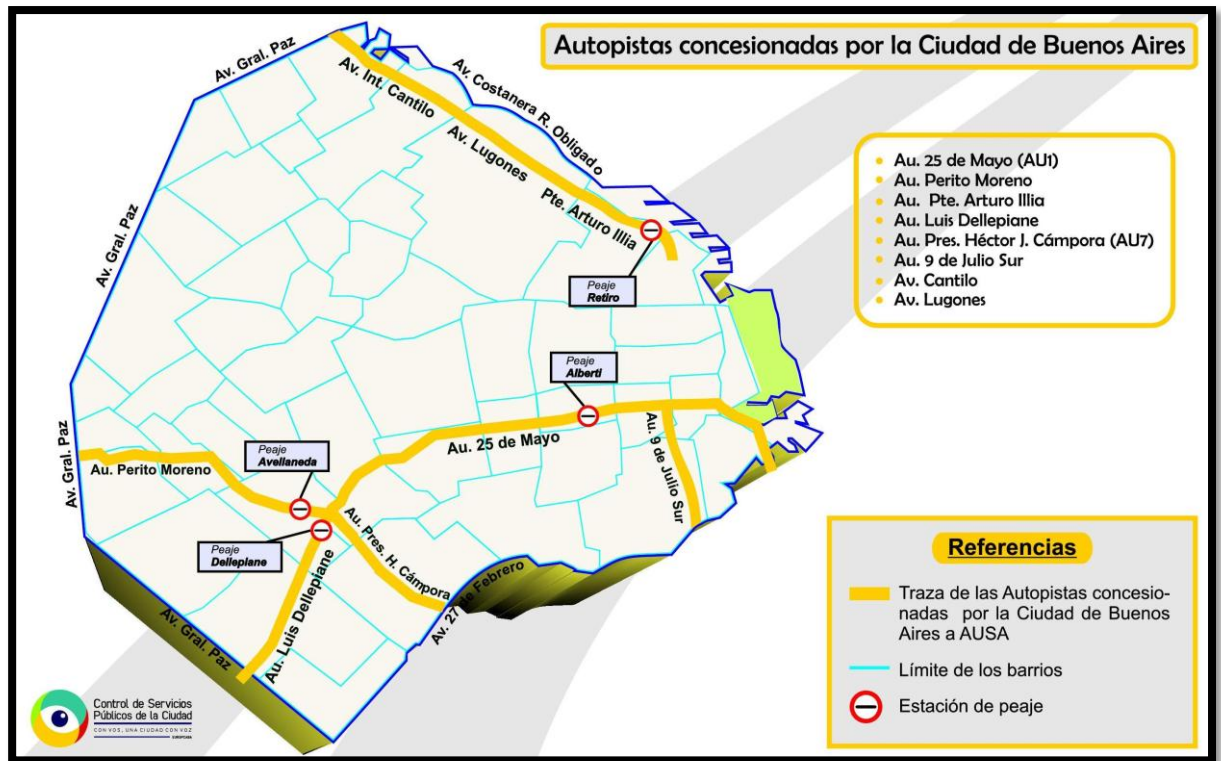 Autopistas concesionadas por la Ciudad de Buenos Aires
Av. Gral. Paz
Av. Int. Cantilo
Av. Costanera R. Obligado
Av. Lugones
Pte. Arturo Illia
Av. Gral. Paz
Peaje
Retiro
• Au. 25 de Mayo (AU1)
• Au. Perito Moreno
• Au. Pte. Arturo Illia
• Au. Luis Dellepiane
• Au. Pres. Héctor J. Cámpora (AU7)
• Au. 9 de Julio Sur
• Av. Cantilo
• Av. Lugones
Peaje
Alberti
Au. 25 de Mayo
Au. 9 de Julio Sur
Av. Gral. Paz
Au. Perito Moreno
Peaje
Avellaneda
Peaje
Dellepiane
Au. Pres. H. Cámpora
Au. Luis Dellepiane
Av. 27 de Febrero
Av. Gral. Paz
Referencias
Traza de las Autopistas concesio-
nadas por la Ciudad de Buenos
Aires a AUSA
Límite de los barrios
Estación de peaje
Control de Servicios
Públicos de la Ciudad
CON VOS, UNA CIUDAD CON VOZ